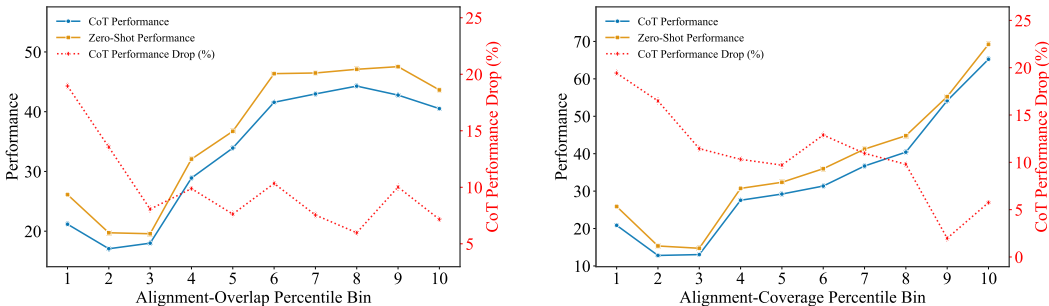 CoT Performance
Zero-Shot Performance
CoT Performance Drop (%)
Performance
50
40
30
20
25
20
15
10
5
CoT Performance Drop (%)
1 2 3 4 5 6 7 8 9 10
Alignment-Overlap Percentile Bin
CoT Performance
Zero-Shot Performance
CoT Performance Drop (%)
Performance
70
60
50
40
30
20
10
25
20
15
10
5
0
CoT Performance Drop (%)
1 2 3 4 5 6 7 8 9 10
Alignment-Coverage Percentile Bin